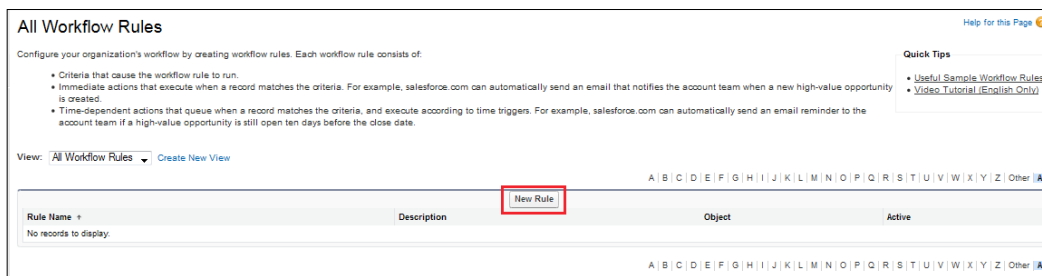 All Workflow Rules
Help for this Page
Configure your organization's workflow by creating workflow rules. Each workflow rule consists of:
Quick Tips
• Criteria that cause the workflow rule to run.
• Immediate actions that execute when a record matches the criteria. For example, salesforce.com can automatically send an email that notifies the account team when a new high-value opportunity
is created.
• Time-dependent actions that queue when a record matches the criteria, and execute according to time triggers. For example, salesforce.com can automatically send an email reminder to the
account team if a high-value opportunity is still open ten days before the close date.
• Useful Sample Workflow Rules
• Video Tutorial (English Only)
View: All Workflow Rules Create New View
A | B | C | D | E | F | G | H | I | J | K | L | M | N | O | P | Q | R | S | T | U | V | W | X | Y | Z | Other | A
New Rule
Rule Name ↑ Description Object Active
No records to display.
A | B | C | D | E | F | G | H | I | J | K | L | M | N | O | P | Q | R | S | T | U | V | W | X | Y | Z | Other | A